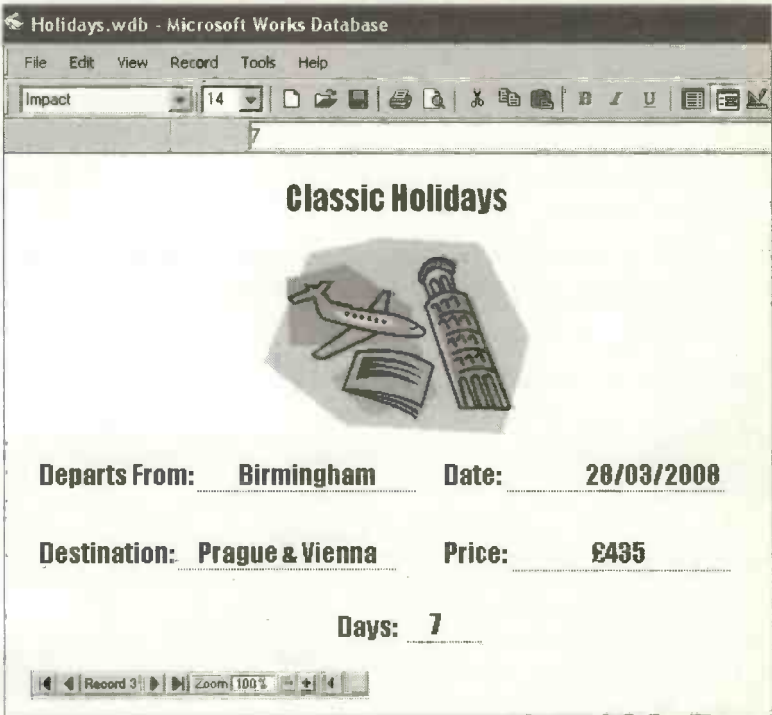 Holidays.wdb - Microsoft Works Database
File Edit View Record Tools Help
Impact 14 B I U
7
Classic Holidays
Departs From: Birmingham Date: 28/03/2008
Destination: Prague & Vienna Price: £435
Days: 7
Record 3 Zoom 100%